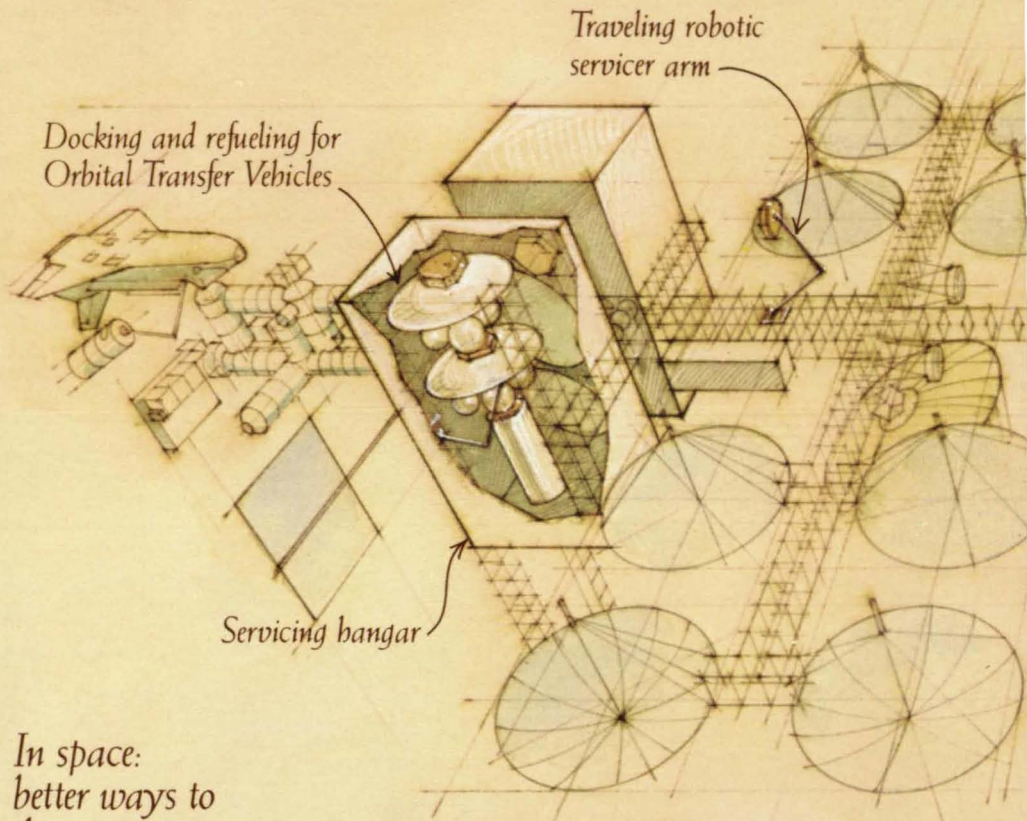 Traveling robotic
servicer arm
Docking and refueling for
Orbital Transfer Vehicles
Servicing hangar
In space:
better ways to